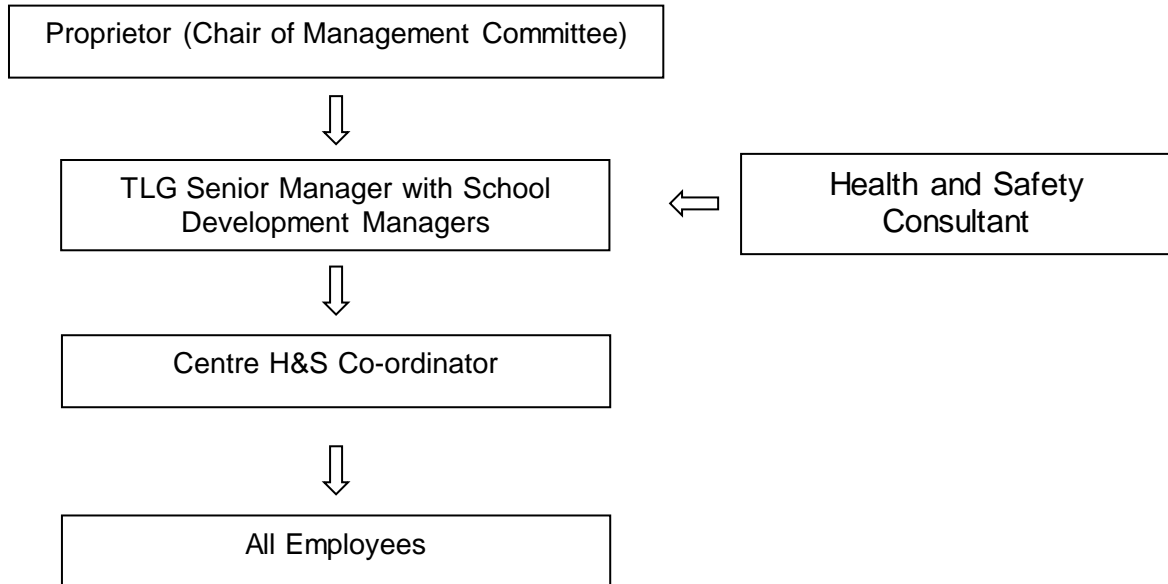 Proprietor (Chair of Management Committee)
TLG Senior Manager with School
Development Managers
Health and Safety
Consultant
Centre H&S Co-ordinator
All Employees